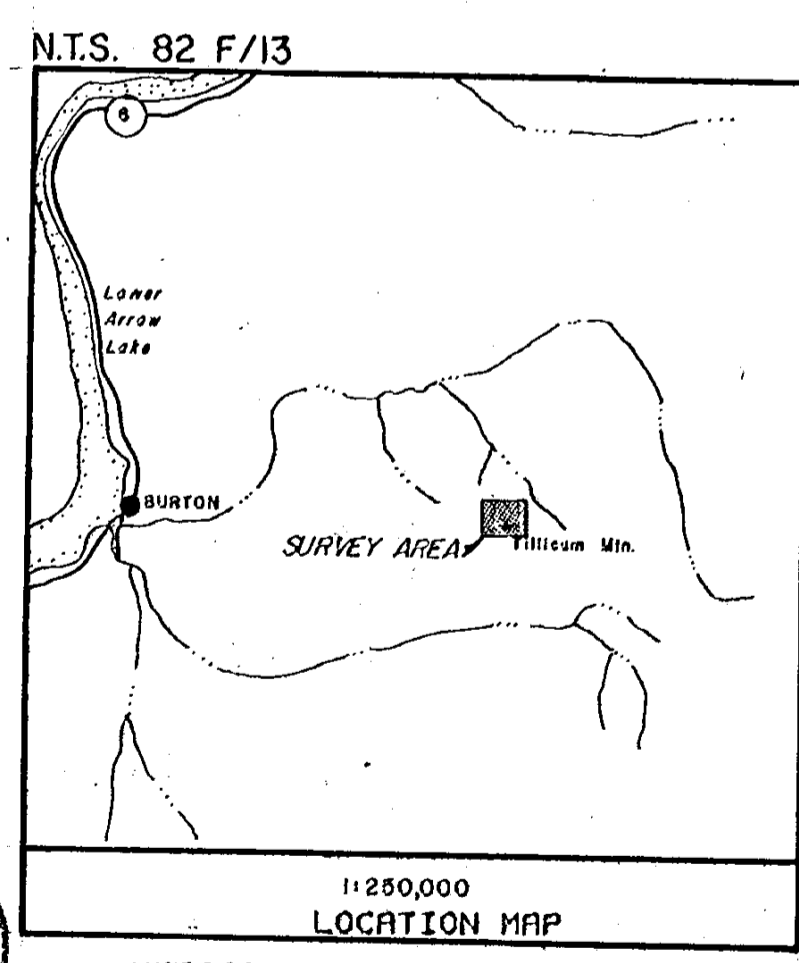 N.T.S. 82 F/13
6
Lower
Arrow
Lake
BURTON
SURVEY AREA
Tillicum Mtn.
1:250,000
LOCATION MAP